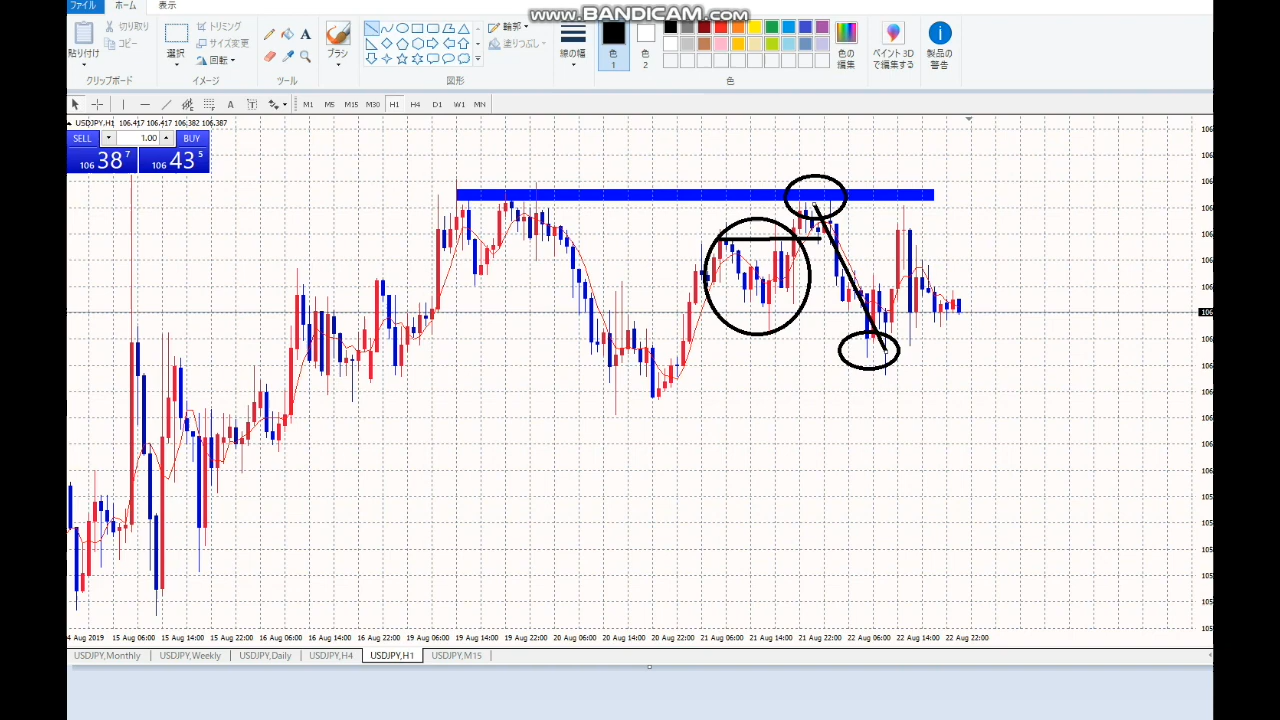 www.BANDICAM.com
ファイル ホーム 表示
貼り付け 切り取り コピー 選択 トリミング サイズ変更 回転 ブラシ 輪郭 塗りつぶし 線の幅 色 1 色 2 色の編集 ペイント 3D で編集する 製品の警告
クリップボード イメージ ツール 図形 色
A T M1 M5 M15 M30 H1 H4 D1 W1 MN
USDJPY,H1 106.417 106.417 106.382 106.387
SELL 1.00 BUY
106 38 7 106 43 5
4 Aug 2019 15 Aug 06:00 15 Aug 14:00 15 Aug 22:00 16 Aug 06:00 16 Aug 14:00 16 Aug 22:00 19 Aug 06:00 19 Aug 14:00 19 Aug 22:00 20 Aug 06:00 20 Aug 14:00 20 Aug 22:00 21 Aug 06:00 21 Aug 14:00 21 Aug 22:00 22 Aug 06:00 22 Aug 14:00 22 Aug 22:00
USDJPY,Monthly USDJPY,Weekly USDJPY,Daily USDJPY,H4 USDJPY,H1 USDJPY,M15